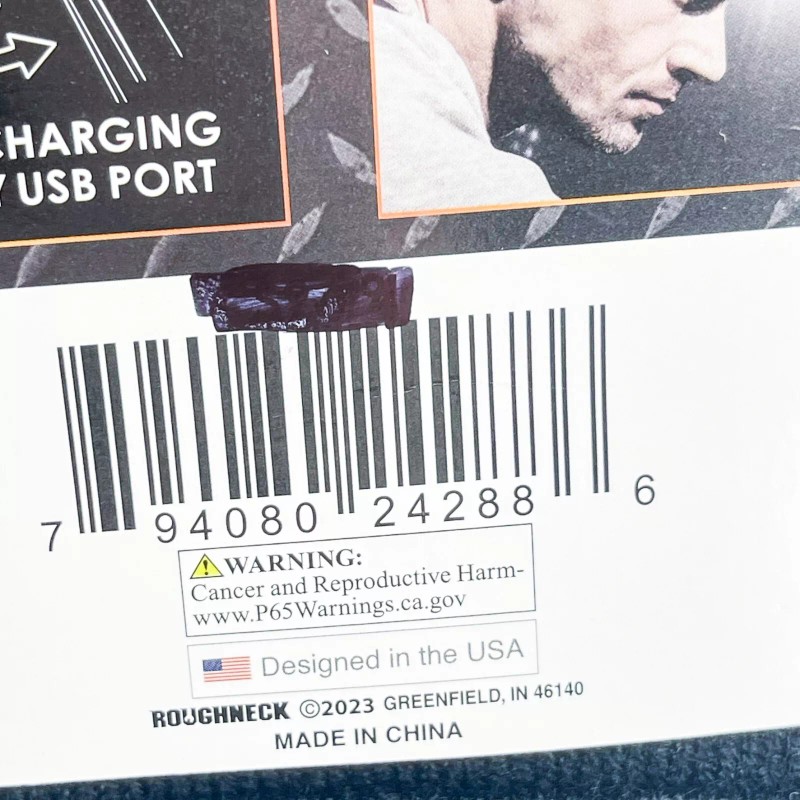 CHARGING
Y USB PORT
7 94080 24288 6
WARNING:
Cancer and Reproductive Harm-
www.P65Warnings.ca.gov
Designed in the USA
ROUGHNECK ©2023 GREENFIELD, IN 46140
MADE IN CHINA